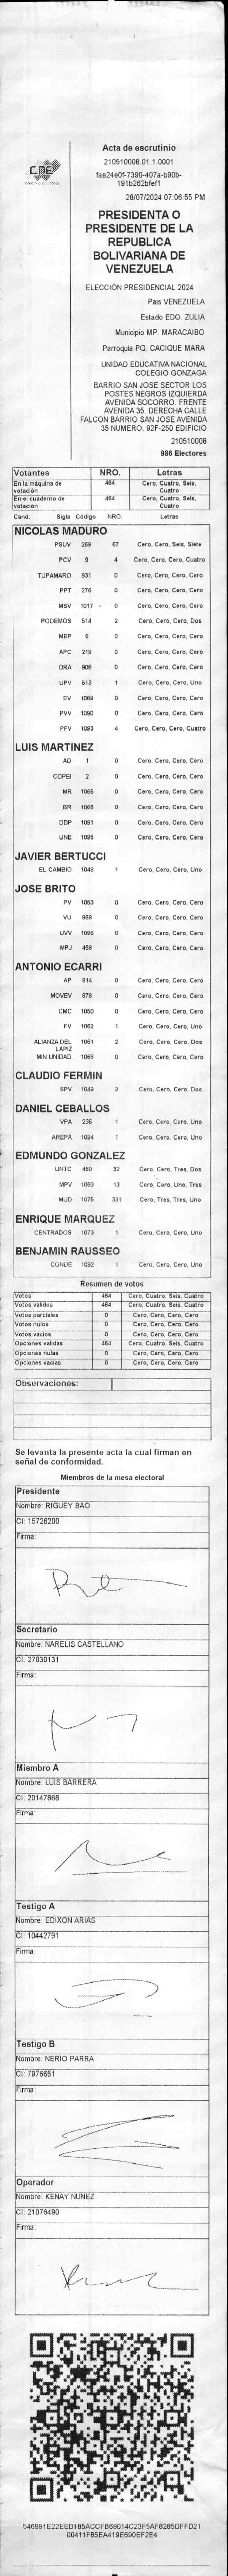 CNE
Acta de escrutinio
210510008.01.1.0001
fae24e0f-7390-407a-b90b-
191b262bfef1
28/07/2024 07:06:55 PM
PRESIDENTA O
PRESIDENTE DE LA
REPUBLICA
BOLIVARIANA DE
VENEZUELA
ELECCIÓN PRESIDENCIAL 2024
Pais VENEZUELA
Estado EDO. ZULIA
Municipio MP. MARACAIBO
Parroquia PQ. CACIQUE MARA
UNIDAD EDUCATIVA NACIONAL
COLEGIO GONZAGA
BARRIO SAN JOSE SECTOR LOS
POSTES NEGROS IZQUIERDA
AVENIDA SOCORRO. FRENTE
AVENIDA 35. DERECHA CALLE
FALCON BARRIO SAN JOSE AVENIDA
35 NUMERO. 92F-250 EDIFICIO
210510008
986 Electores
Votantes NRO. Letras
En la máquina de votación 464 Cero, Cuatro, Seis, Cuatro
En el cuaderno de votación 464 Cero, Cuatro, Seis, Cuatro
Cand. Sigla Código NRO. Letras
NICOLAS MADURO
PSUV 269 67 Cero, Cero, Seis, Siete
PCV 9 4 Cero, Cero, Cero, Cuatro
TUPAMARO 931 0 Cero, Cero, Cero, Cero
PPT 276 0 Cero, Cero, Cero, Cero
MSV 1017 0 Cero, Cero, Cero, Cero
PODEMOS 514 2 Cero, Cero, Cero, Dos
MEP 6 0 Cero, Cero, Cero, Cero
APC 219 0 Cero, Cero, Cero, Cero
ORA 906 0 Cero, Cero, Cero, Cero
UPV 613 1 Cero, Cero, Cero, Uno
EV 1089 0 Cero, Cero, Cero, Cero
PVV 1090 0 Cero, Cero, Cero, Cero
PFV 1093 4 Cero, Cero, Cero, Cuatro
LUIS MARTINEZ
AD 1 0 Cero, Cero, Cero, Cero
COPEI 2 0 Cero, Cero, Cero, Cero
MR 1065 0 Cero, Cero, Cero, Cero
BR 1066 0 Cero, Cero, Cero, Cero
DDP 1091 0 Cero, Cero, Cero, Cero
UNE 1095 0 Cero, Cero, Cero, Cero
JAVIER BERTUCCI
EL CAMBIO 1048 1 Cero, Cero, Cero, Uno
JOSE BRITO
PV 1053 0 Cero, Cero, Cero, Cero
VU 868 0 Cero, Cero, Cero, Cero
UVV 1096 0 Cero, Cero, Cero, Cero
MPJ 458 0 Cero, Cero, Cero, Cero
ANTONIO ECARRI
AP 814 0 Cero, Cero, Cero, Cero
MOVEV 878 0 Cero, Cero, Cero, Cero
CMC 1050 0 Cero, Cero, Cero, Cero
FV 1062 1 Cero, Cero, Cero, Uno
ALIANZA DEL LAPIZ 1051 2 Cero, Cero, Cero, Dos
MIN UNIDAD 1068 0 Cero, Cero, Cero, Cero
CLAUDIO FERMIN
SPV 1049 2 Cero, Cero, Cero, Dos
DANIEL CEBALLOS
VPA 236 1 Cero, Cero, Cero, Uno
AREPA 1094 1 Cero, Cero, Cero, Uno
EDMUNDO GONZALEZ
UNTC 460 32 Cero, Cero, Tres, Dos
MPV 1069 13 Cero, Cero, Uno, Tres
MUD 1075 331 Cero, Tres, Tres, Uno
ENRIQUE MARQUEZ
CENTRADOS 1073 1 Cero, Cero, Cero, Uno
BENJAMIN RAUSSEO
CONDE 1092 1 Cero, Cero, Cero, Uno
Resumen de votos
Votos 464 Cero, Cuatro, Seis, Cuatro
Votos validos 464 Cero, Cuatro, Seis, Cuatro
Votos parciales 0 Cero, Cero, Cero, Cero
Votos nulos 0 Cero, Cero, Cero, Cero
Votos vacios 0 Cero, Cero, Cero, Cero
Opciones validas 464 Cero, Cuatro, Seis, Cuatro
Opciones nulas 0 Cero, Cero, Cero, Cero
Opciones vacias 0 Cero, Cero, Cero, Cero
Observaciones:
Se levanta la presente acta la cual firman en
señal de conformidad.
Miembros de la mesa electoral
Presidente
Nombre: RIGUEY BAO
CI: 15726200
Firma:
Secretario
Nombre: NARELIS CASTELLANO
CI: 27030131
Firma:
Miembro A
Nombre: LUIS BARRERA
CI: 20147868
Firma:
Testigo A
Nombre: EDIXON ARIAS
CI: 10442791
Firma:
Testigo B
Nombre: NERIO PARRA
CI: 7976651
Firma:
Operador
Nombre: KENAY NUÑEZ
CI: 21076490
Firma:
546991E22EED185ACCFB69014C23F5AF8285DFFD21
00411F85EA419E690EF2E4